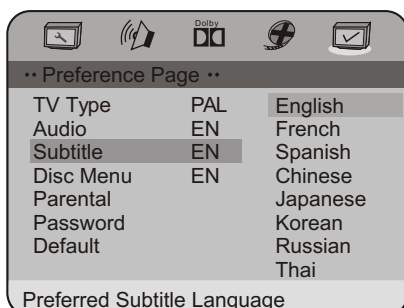 Dolby
·· Preference Page ··
TV Type PAL English
Audio EN French
Subtitle EN Spanish
Disc Menu EN Chinese
Parental Japanese
Password Korean
Default Russian
Thai
Preferred Subtitle Language